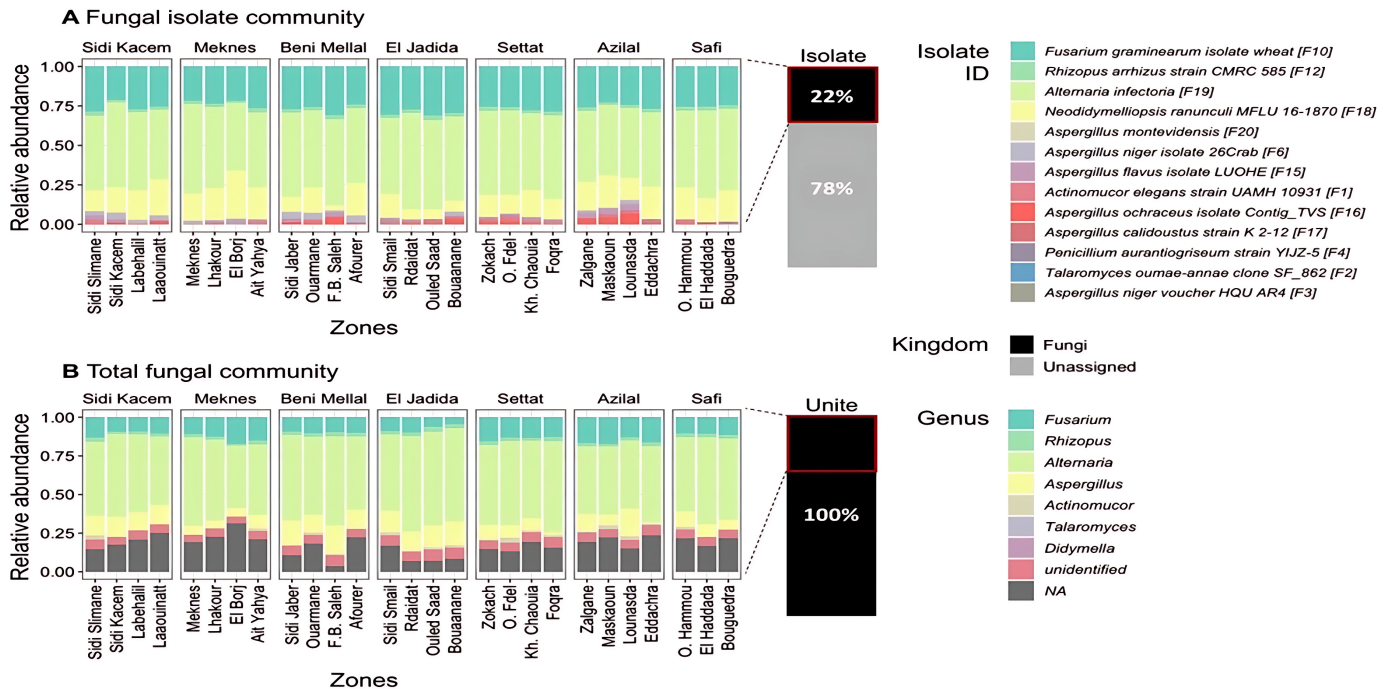 A Fungal isolate community
Sidi Kacem Meknes Beni Mellal El Jadida Settat Azilal Safi
Relative abundance
1.00
0.75
0.50
0.25
0.00
Sidi Slimane
Sidi Kacem
Labehalil
Laaouinatt
Meknes
Lhakour
El Borj
Ait Yahya
Sidi Jaber
Ouarmane
F.B. Saleh
Afourer
Sidi Smail
Rdaidat
Ouled Saad
Bouaanane
Zokach
O. Fdel
Kh. Chaouia
Foqra
Zalgane
Maskaoun
Lounasda
Eddachra
O. Hammou
El Haddada
Bouguedra
Zones
Isolate
22%
78%
Isolate
ID
Fusarium graminearum isolate wheat [F10]
Rhizopus arrhizus strain CMRC 585 [F12]
Alternaria infectoria [F19]
Neodidymelliopsis ranunculi MFLU 16-1870 [F18]
Aspergillus montevidensis [F20]
Aspergillus niger isolate 26Crab [F6]
Aspergillus flavus isolate LUOHE [F15]
Actinomucor elegans strain UAMH 10931 [F1]
Aspergillus ochraceus isolate Contig_TVS [F16]
Aspergillus calidoustus strain K 2-12 [F17]
Penicillium aurantiogriseum strain YIJZ-5 [F4]
Talaromyces oumae-annae clone SF_862 [F2]
Aspergillus niger voucher HQU AR4 [F3]
Kingdom
Fungi
Unassigned
B Total fungal community
Sidi Kacem Meknes Beni Mellal El Jadida Settat Azilal Safi
Relative abundance
1.00
0.75
0.50
0.25
0.00
Sidi Slimane
Sidi Kacem
Labehalil
Laaouinatt
Meknes
Lhakour
El Borj
Ait Yahya
Sidi Jaber
Ouarmane
F.B. Saleh
Afourer
Sidi Smail
Rdaidat
Ouled Saad
Bouaanane
Zokach
O. Fdel
Kh. Chaouia
Foqra
Zalgane
Maskaoun
Lounasda
Eddachra
O. Hammou
El Haddada
Bouguedra
Zones
Unite
100%
Genus
Fusarium
Rhizopus
Alternaria
Aspergillus
Actinomucor
Talaromyces
Didymella
unidentified
NA